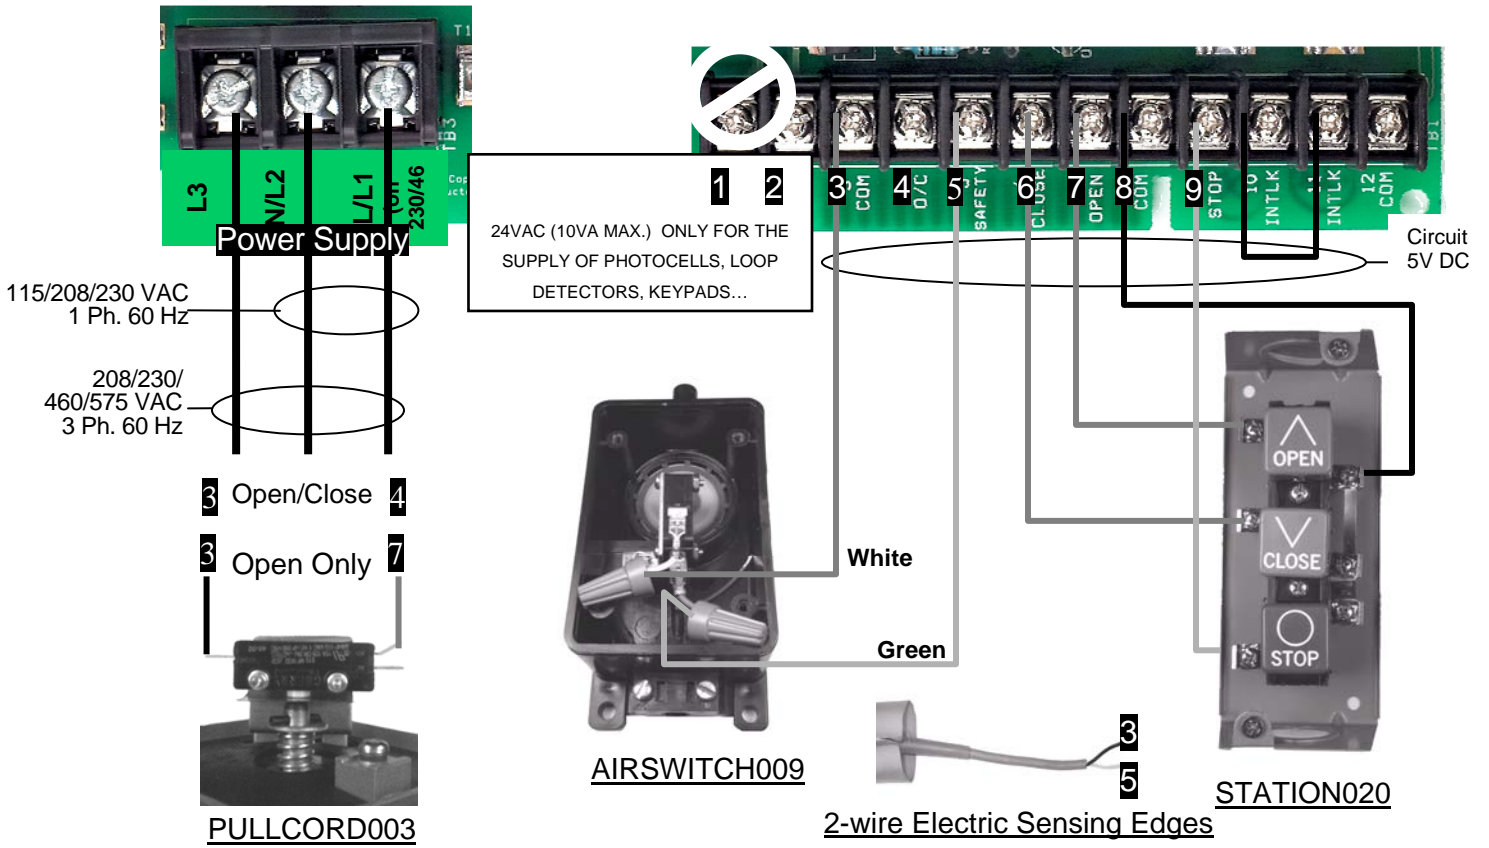 T1
TB3
L3
N/L2
L/L1
230/46
Power Supply
115/208/230 VAC
1 Ph. 60 Hz
208/230/
460/575 VAC
3 Ph. 60 Hz
3 Open/Close 4
3 Open Only 7
PULLCORD003
1 2 3 4 5 6 7 8 9 10 11 12
COM O/C SAFETY CLOSE OPEN COM STOP INTLK INTLK COM
TB1
24VAC (10VA MAX.) ONLY FOR THE
SUPPLY OF PHOTOCELLS, LOOP
DETECTORS, KEYPADS…
Circuit
5V DC
White
Green
AIRSWITCH009
3
5
2-wire Electric Sensing Edges
OPEN
CLOSE
STOP
STATION020